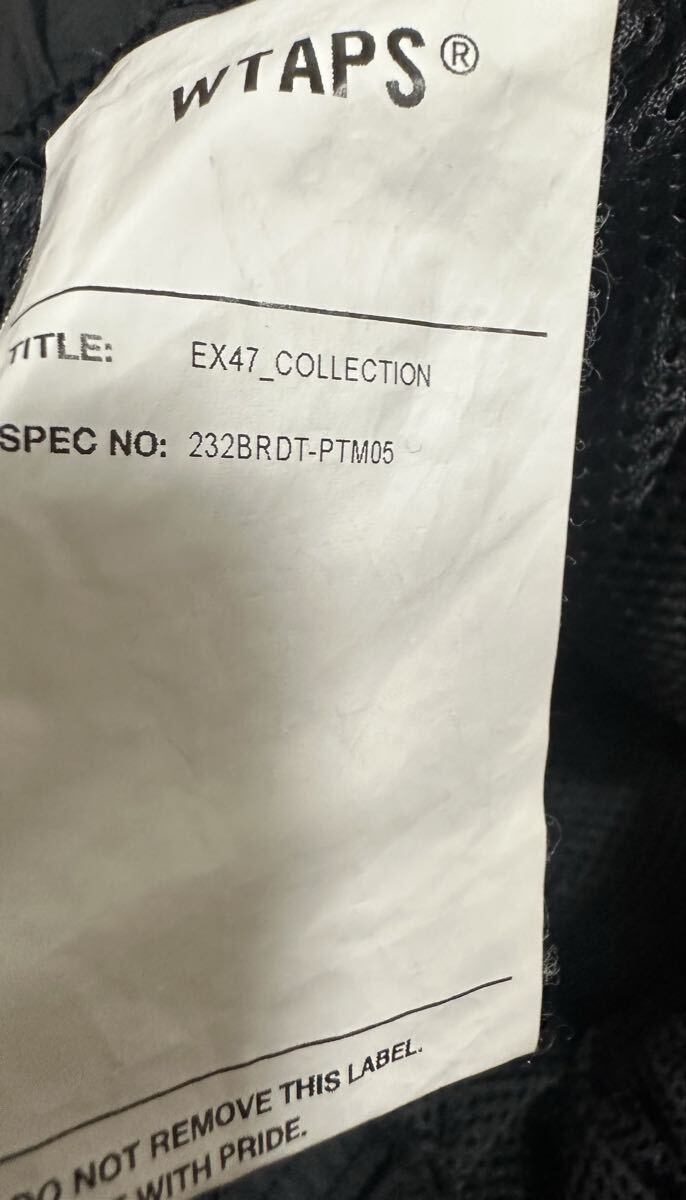 WTAPS®
TITLE: EX47_COLLECTION
SPEC NO: 232BRDT-PTM05
DO NOT REMOVE THIS LABEL.
WITH PRIDE.